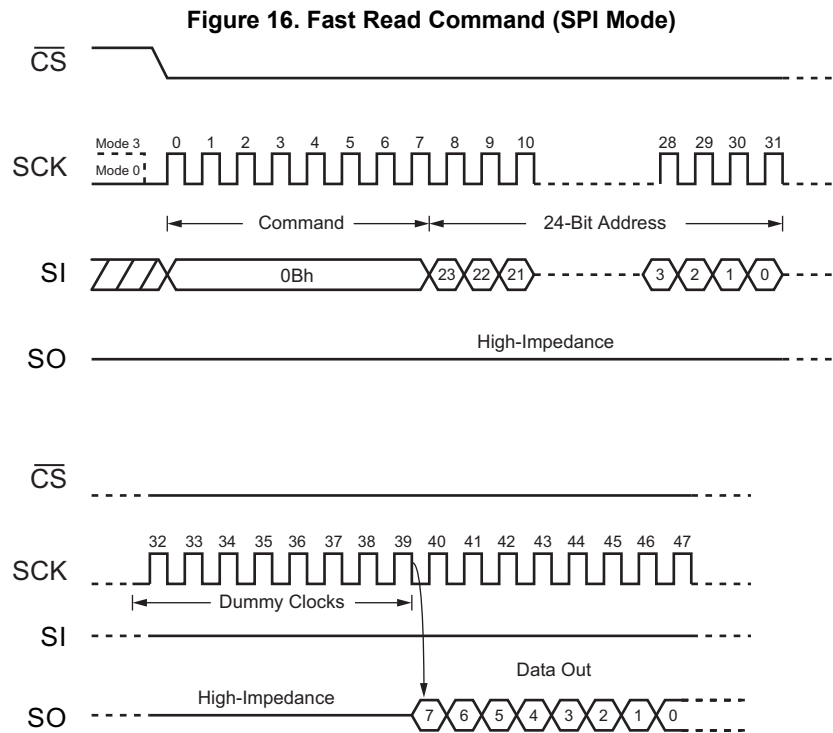 Figure 16. Fast Read Command (SPI Mode)
CS
Mode 3
Mode 0
SCK
0 1 2 3 4 5 6 7 8 9 10 28 29 30 31
Command 24-Bit Address
SI
0Bh 23 22 21 3 2 1 0
High-Impedance
SO
CS
32 33 34 35 36 37 38 39 40 41 42 43 44 45 46 47
SCK
Dummy Clocks
SI
Data Out
High-Impedance
SO
7 6 5 4 3 2 1 0